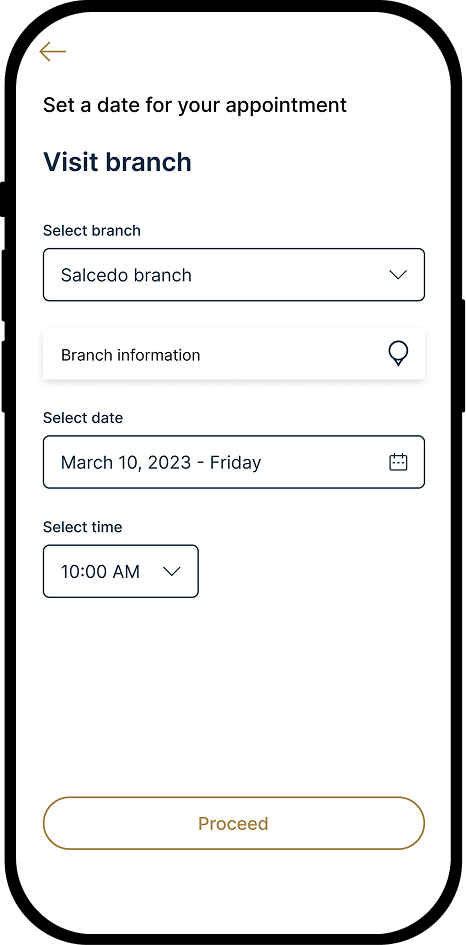 Set a date for your appointment
Visit branch
Select branch
Salcedo branch
Branch information
Select date
March 10, 2023 - Friday
Select time
10:00 AM
Proceed